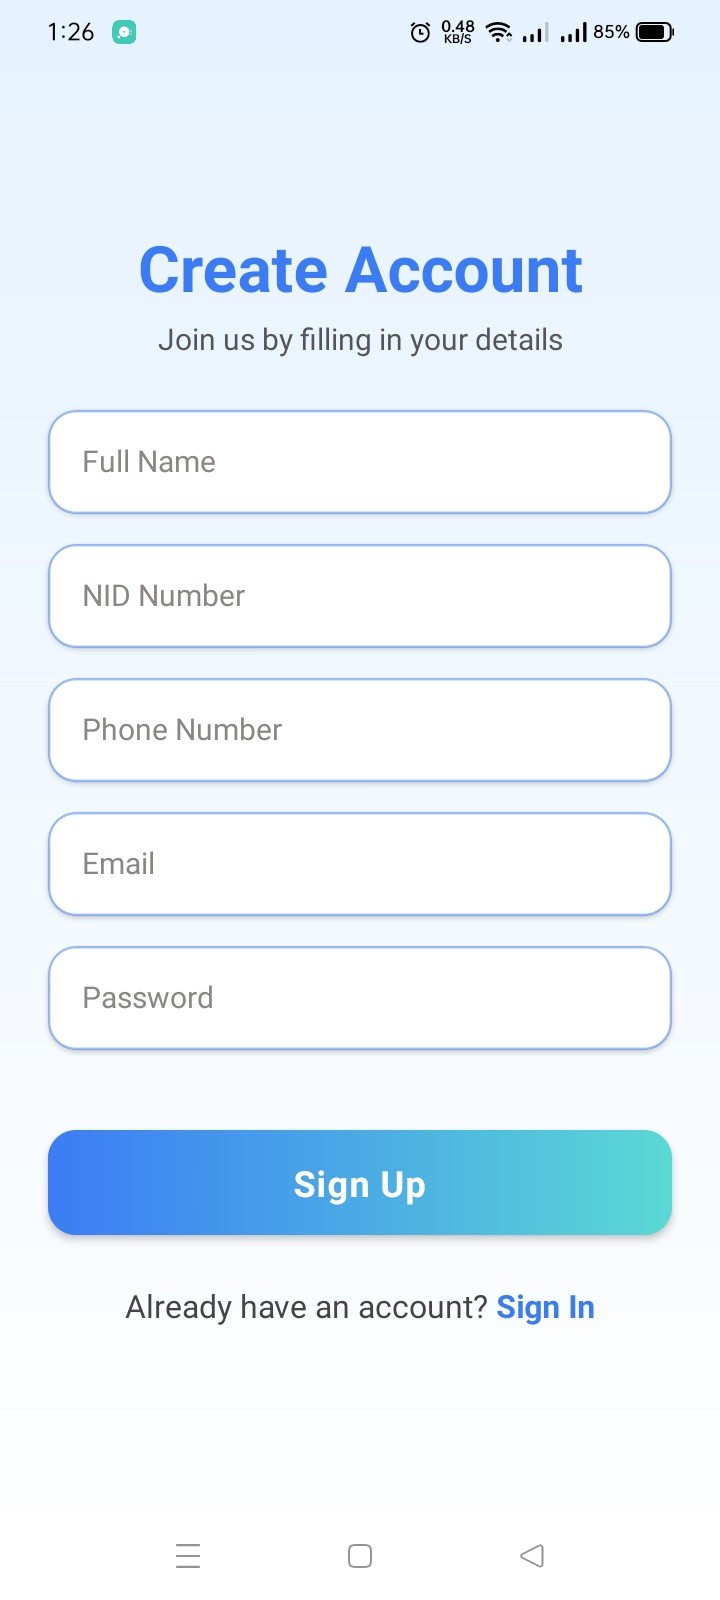 1:26 0.48 KB/S 85%
Create Account
Join us by filling in your details
Full Name
NID Number
Phone Number
Email
Password
Sign Up
Already have an account? Sign In